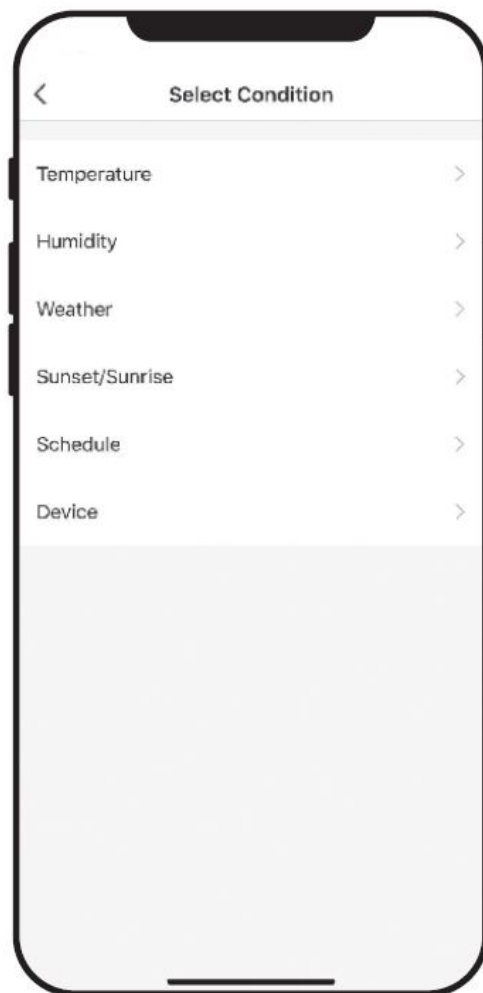 Select Condition
Temperature
Humidity
Weather
Sunset/Sunrise
Schedule
Device